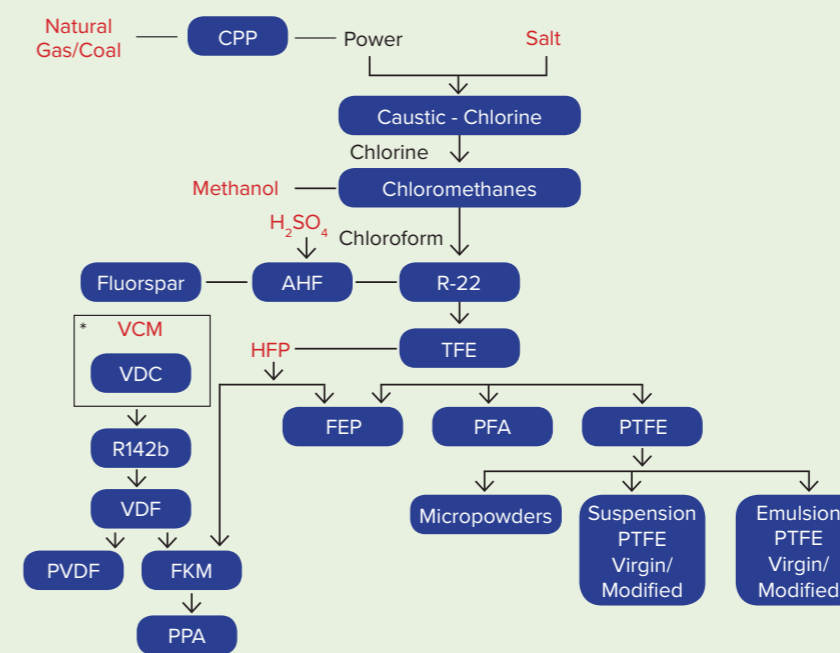 Natural
Gas/Coal
CPP
Power
Salt
Caustic - Chlorine
Chlorine
Methanol
Chloromethanes
H₂SO₄
Chloroform
Fluorspar
AHF
R-22
* VCM
VDC
HFP
TFE
FEP
PFA
PTFE
R142b
VDF
Micropowders
Suspension
PTFE
Virgin/
Modified
Emulsion
PTFE
Virgin/
Modified
PVDF
FKM
PPA